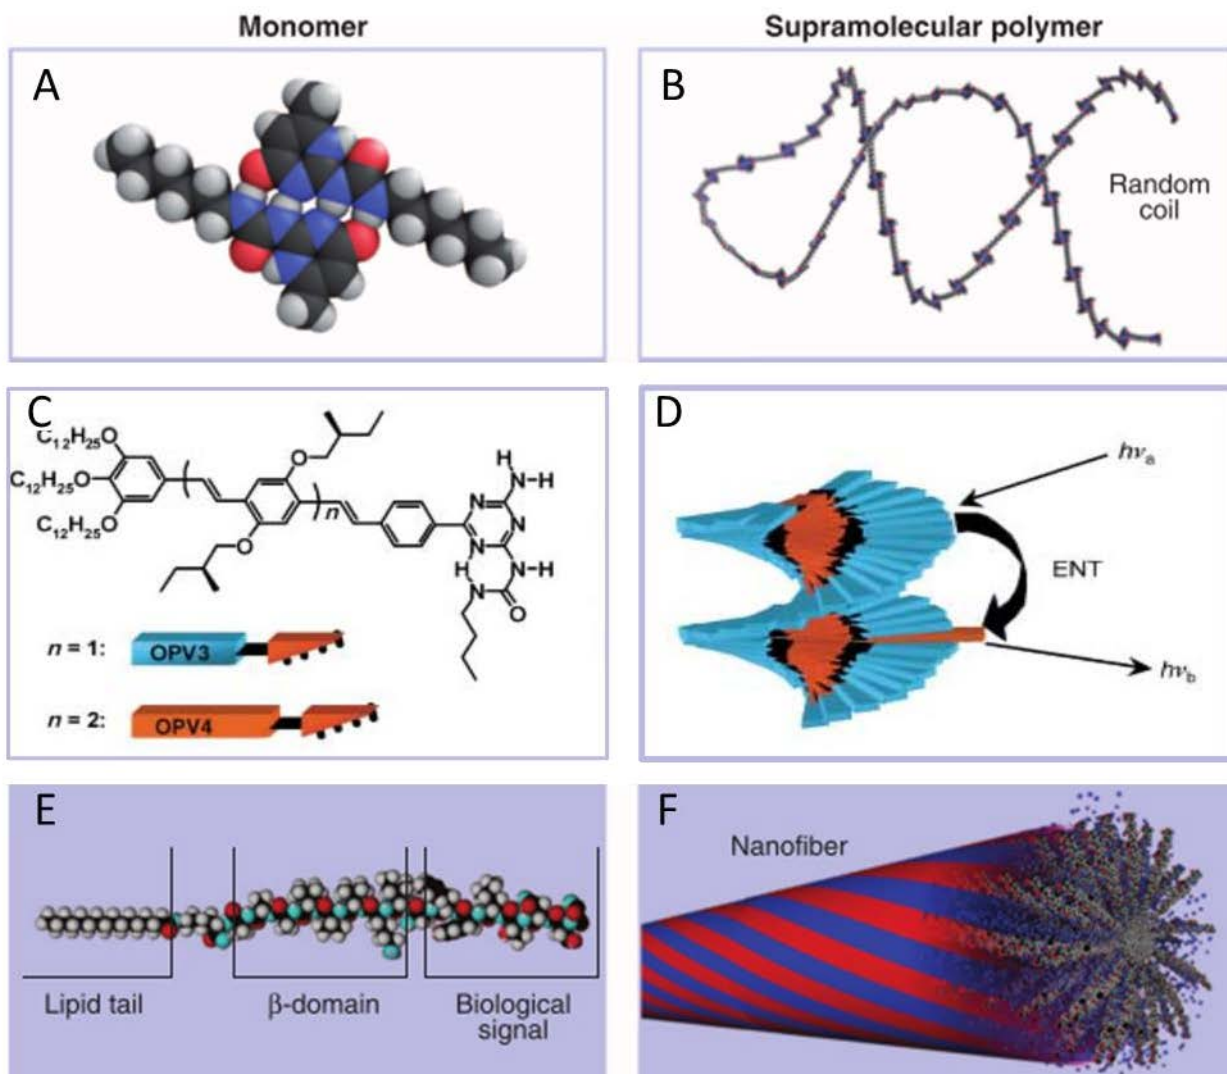 Monomer
Supramolecular polymer
A
B
Random
coil
C
C₁₂H₂₅O
C₁₂H₂₅O
C₁₂H₂₅O
O
O
n
H
N-H
N
N
N
H
N-H
N
O
n = 1:
OPV3
n = 2:
OPV4
D
hνₐ
ENT
hν_b
E
Lipid tail
β-domain
Biological
signal
F
Nanofiber